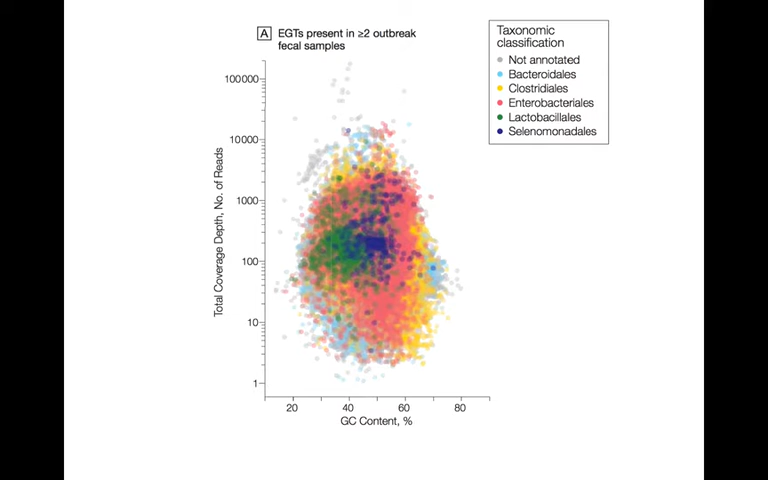 A EGTs present in ≥2 outbreak
fecal samples
Taxonomic
classification
Not annotated
Bacteroidales
Clostridiales
Enterobacteriales
Lactobacillales
Selenomonadales
Total Coverage Depth, No. of Reads
100000
10000
1000
100
10
1
20 40 60 80
GC Content, %